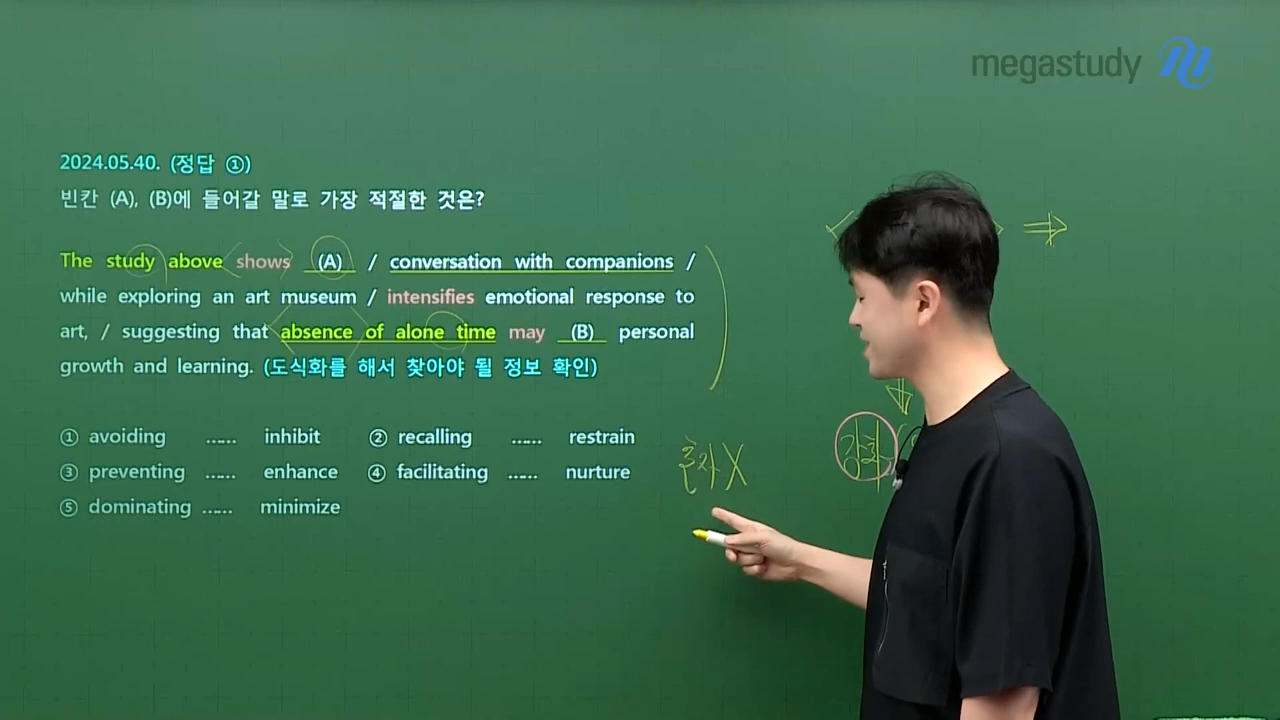 megastudy
2024.05.40. (정답 ①)
빈칸 (A), (B)에 들어갈 말로 가장 적절한 것은?
The study above shows (A) / conversation with companions /
while exploring an art museum / intensifies emotional response to
art, / suggesting that absence of alone time may (B) personal
growth and learning. (도식화를 해서 찾아야 될 정보 확인)
① avoiding …… inhibit ② recalling …… restrain
③ preventing …… enhance ④ facilitating …… nurture
⑤ dominating …… minimize
혼자 X
강화